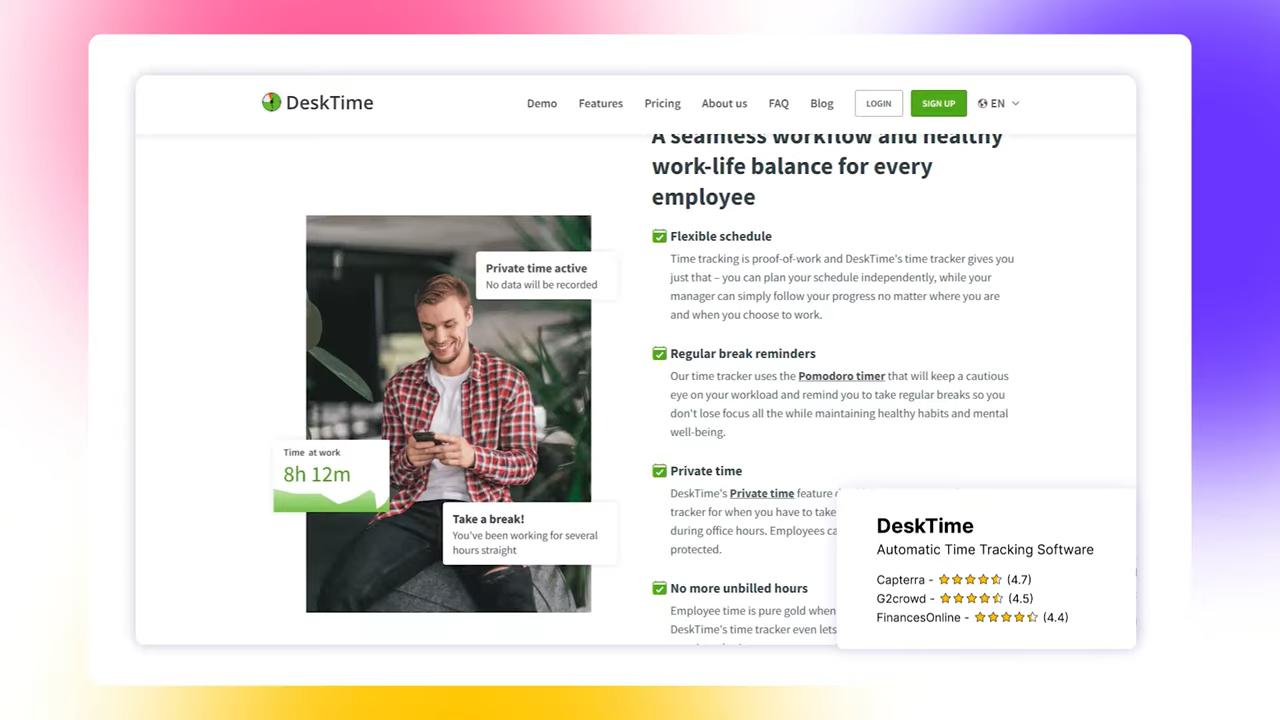 DeskTime
Demo Features Pricing About us FAQ Blog LOGIN SIGN UP EN
A seamless workflow and healthy
work-life balance for every
employee
Flexible schedule
Time tracking is proof-of-work and DeskTime's time tracker gives you
just that – you can plan your schedule independently, while your
manager can simply follow your progress no matter where you are
and when you choose to work.
Regular break reminders
Our time tracker uses the Pomodoro timer that will keep a cautious
eye on your workload and remind you to take regular breaks so you
don't lose focus all the while maintaining healthy habits and mental
well-being.
Private time
DeskTime's Private time feature
tracker for when you have to take
during office hours. Employees
protected.
No more unbilled hours
Employee time is pure gold when
DeskTime's time tracker even lets
Private time active
No data will be recorded
Time at work
8h 12m
Take a break!
You've been working for several
hours straight
DeskTime
Automatic Time Tracking Software
Capterra - (4.7)
G2crowd - (4.5)
FinancesOnline - (4.4)